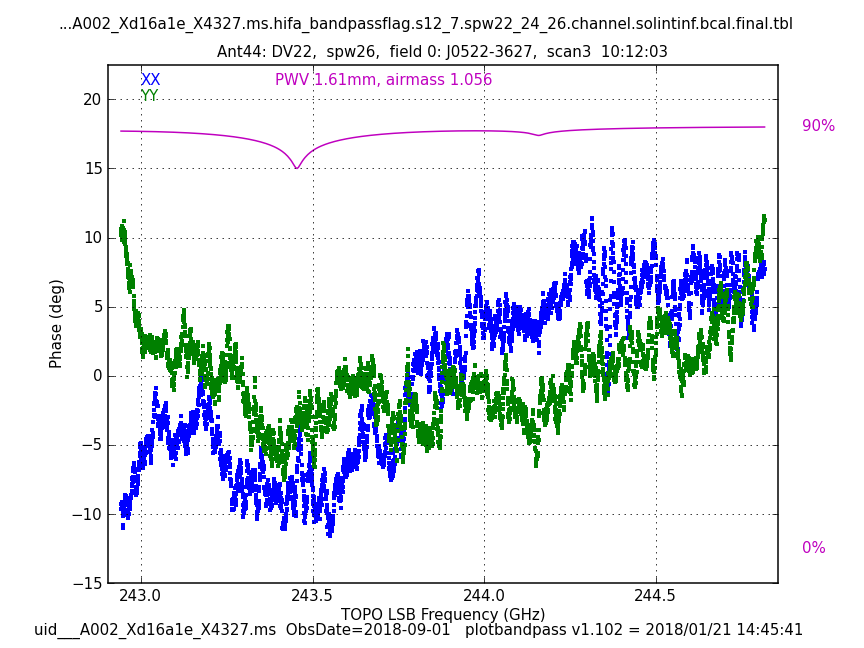 ...A002_Xd16a1e_X4327.ms.hifa_bandpassflag.s12_7.spw22_24_26.channel.solintinf.bcal.final.tbl
Ant44: DV22,  spw26,  field 0: J0522-3627,  scan3  10:12:03
XX
PWV 1.61mm, airmass 1.056
YY
20
90%
15
10
5
Phase (deg)
0
−5
−10
0%
−15
243.0
243.5
244.0
244.5
TOPO LSB Frequency (GHz)
uid___A002_Xd16a1e_X4327.ms  ObsDate=2018-09-01   plotbandpass v1.102 = 2018/01/21 14:45:41